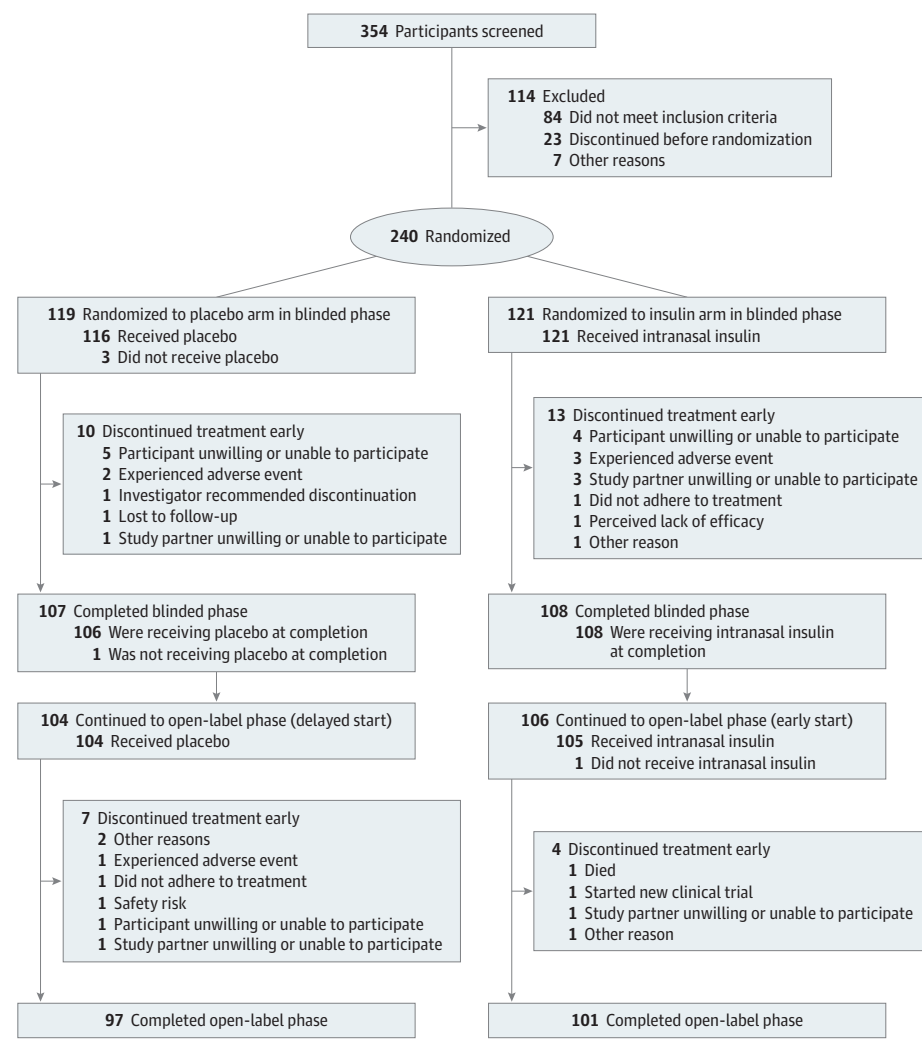 354 Participants screened
114 Excluded
84 Did not meet inclusion criteria
23 Discontinued before randomization
7 Other reasons
240 Randomized
119 Randomized to placebo arm in blinded phase
116 Received placebo
3 Did not receive placebo
121 Randomized to insulin arm in blinded phase
121 Received intranasal insulin
10 Discontinued treatment early
5 Participant unwilling or unable to participate
2 Experienced adverse event
1 Investigator recommended discontinuation
1 Lost to follow-up
1 Study partner unwilling or unable to participate
13 Discontinued treatment early
4 Participant unwilling or unable to participate
3 Experienced adverse event
3 Study partner unwilling or unable to participate
1 Did not adhere to treatment
1 Perceived lack of efficacy
1 Other reason
107 Completed blinded phase
106 Were receiving placebo at completion
1 Was not receiving placebo at completion
108 Completed blinded phase
108 Were receiving intranasal insulin
at completion
104 Continued to open-label phase (delayed start)
104 Received placebo
106 Continued to open-label phase (early start)
105 Received intranasal insulin
1 Did not receive intranasal insulin
7 Discontinued treatment early
2 Other reasons
1 Experienced adverse event
1 Did not adhere to treatment
1 Safety risk
1 Participant unwilling or unable to participate
1 Study partner unwilling or unable to participate
4 Discontinued treatment early
1 Died
1 Started new clinical trial
1 Study partner unwilling or unable to participate
1 Other reason
97 Completed open-label phase
101 Completed open-label phase